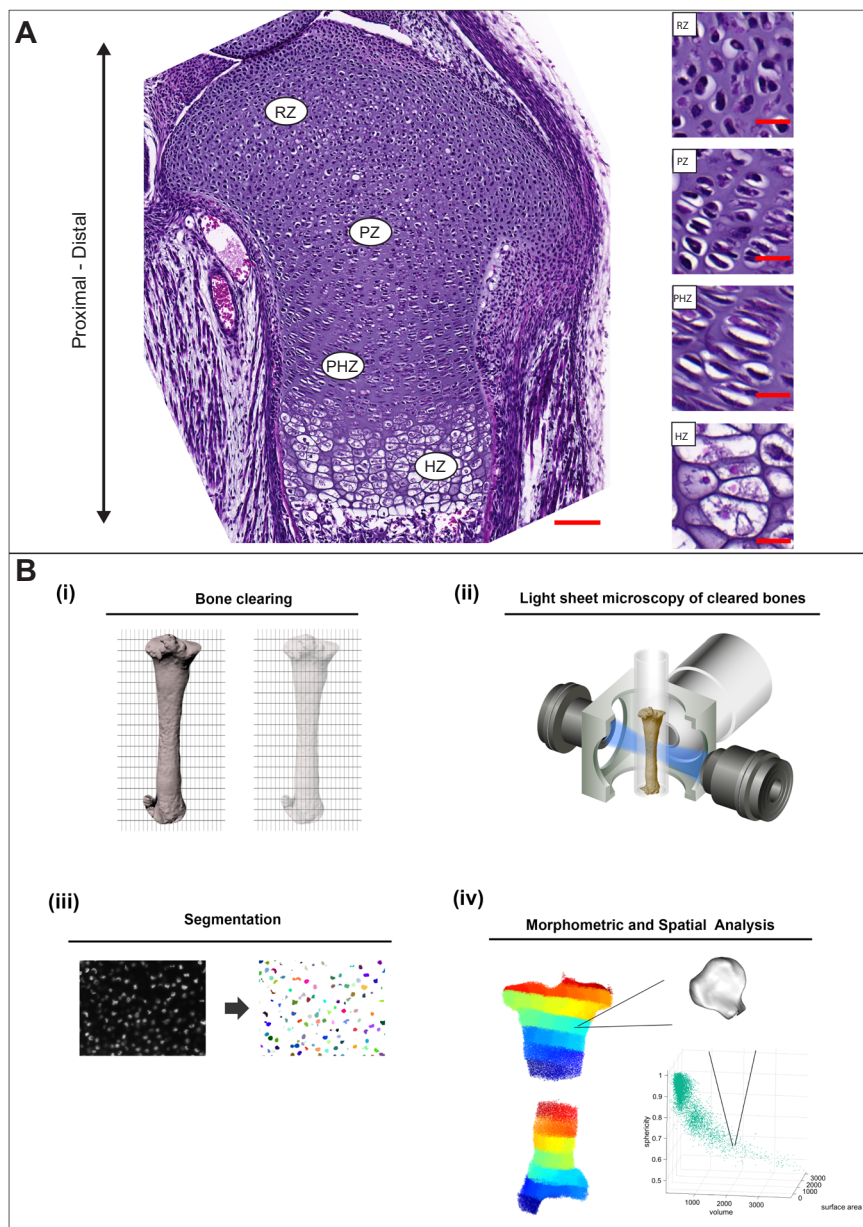 A
Proximal - Distal
RZ
PZ
PHZ
HZ
RZ
PZ
PHZ
HZ
B
(i)
Bone clearing
(ii)
Light sheet microscopy of cleared bones
(iii)
Segmentation
(iv)
Morphometric and Spatial Analysis
1
0.9
0.8
0.7
0.6
0.5
sphericity
1000
2000
3000
volume
3000
2000
1000
0
surface area